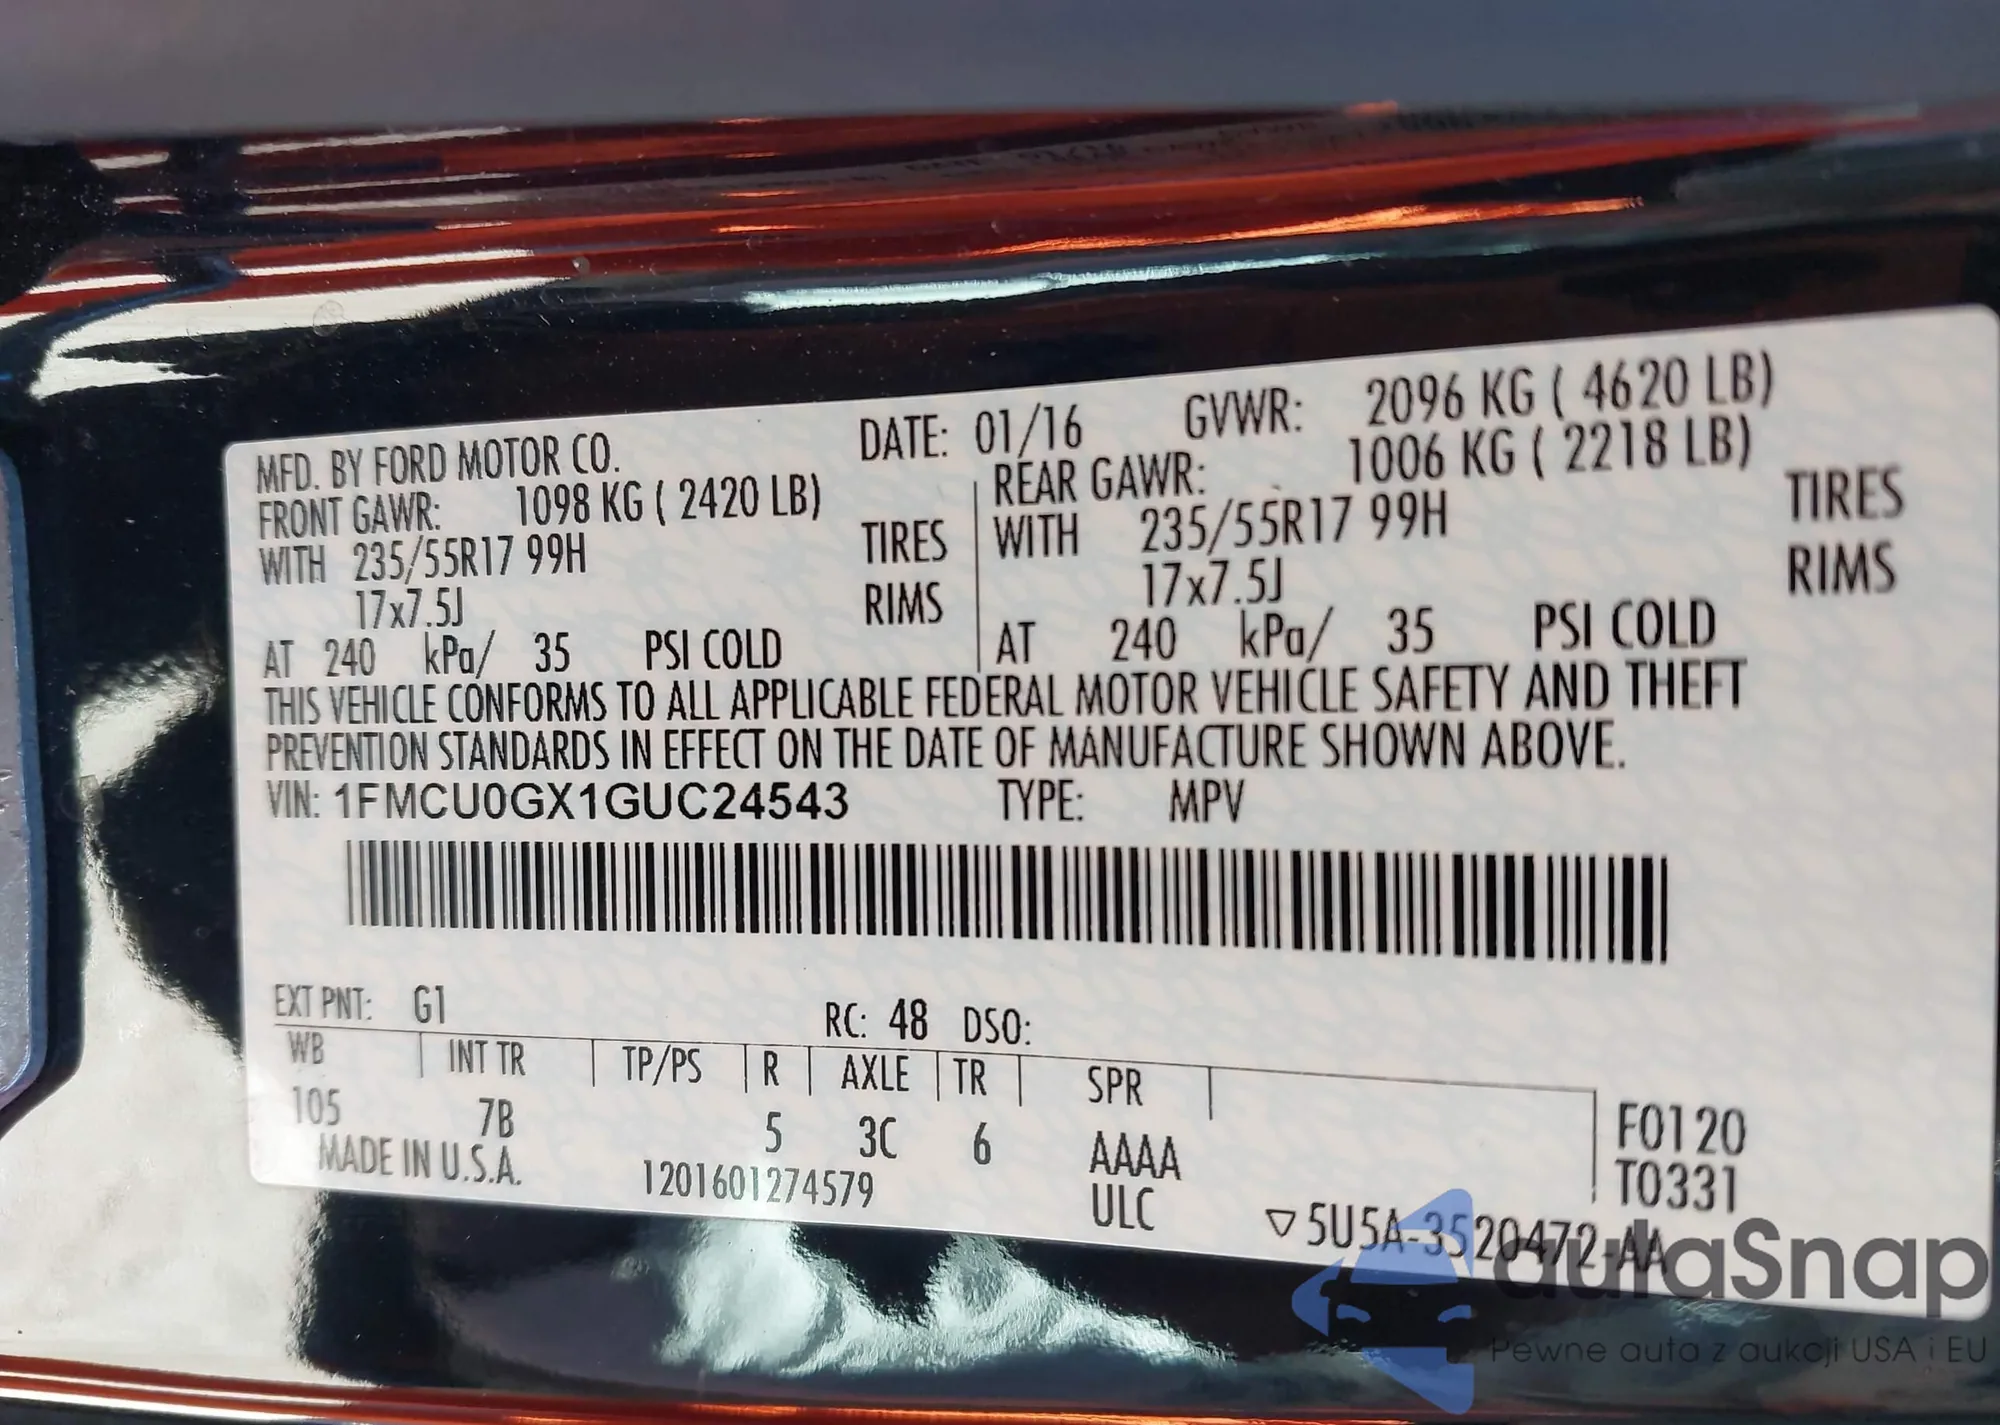 MFD. BY FORD MOTOR CO. DATE: 01/16 GVWR: 2096 KG ( 4620 LB)
FRONT GAWR: 1098 KG ( 2420 LB) REAR GAWR: 1006 KG ( 2218 LB)
WITH 235/55R17 99H TIRES WITH 235/55R17 99H TIRES
17x7.5J RIMS 17x7.5J RIMS
AT 240 kPa/ 35 PSI COLD AT 240 kPa/ 35 PSI COLD
THIS VEHICLE CONFORMS TO ALL APPLICABLE FEDERAL MOTOR VEHICLE SAFETY AND THEFT
PREVENTION STANDARDS IN EFFECT ON THE DATE OF MANUFACTURE SHOWN ABOVE.
VIN: 1FMCU0GX1GUC24543 TYPE: MPV
EXT PNT: G1 RC: 48 DSO:
WB INT TR TP/PS R AXLE TR SPR
105 7B 5 3C 6 AAAA F0120
MADE IN U.S.A. 1201601274579 ULC T0331
▽5U5A-3520472-AA
autaSnap
Pewne auta z aukcji USA i EU